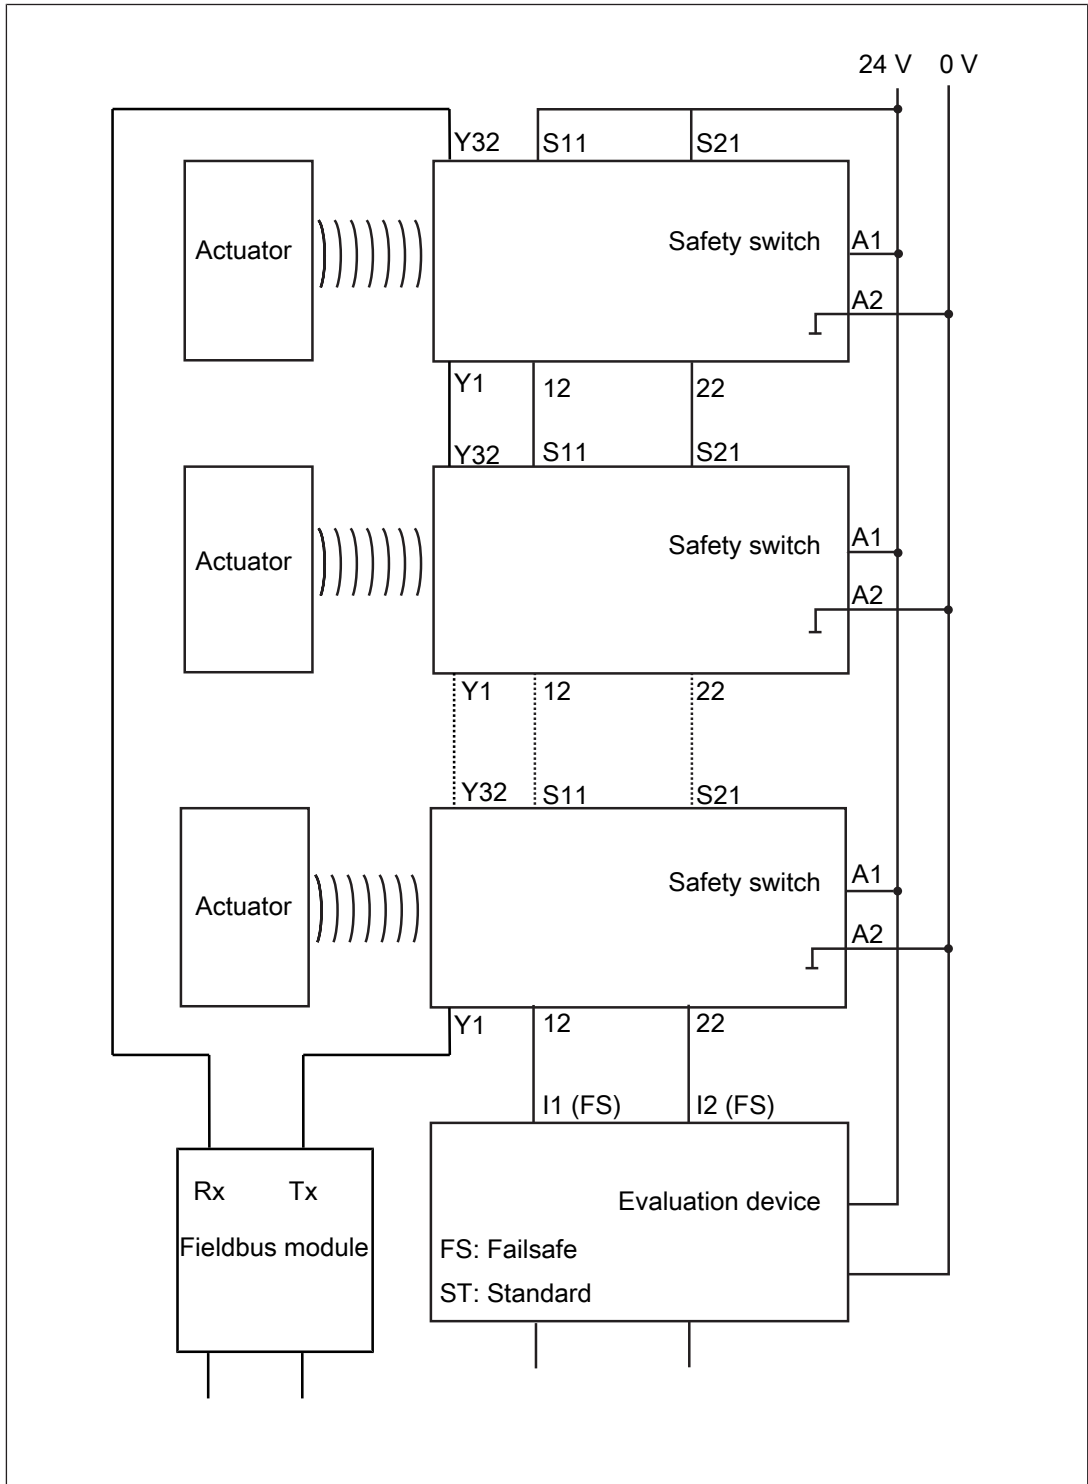 24 V 0 V
Y32 S11 S21
Actuator Safety switch A1
A2
Y1 12 22
Y32 S11 S21
Actuator Safety switch A1
A2
Y1 12 22
Y32 S11 S21
Actuator Safety switch A1
A2
Y1 12 22
I1 (FS) I2 (FS)
Rx Tx
Fieldbus module
Evaluation device
FS: Failsafe
ST: Standard